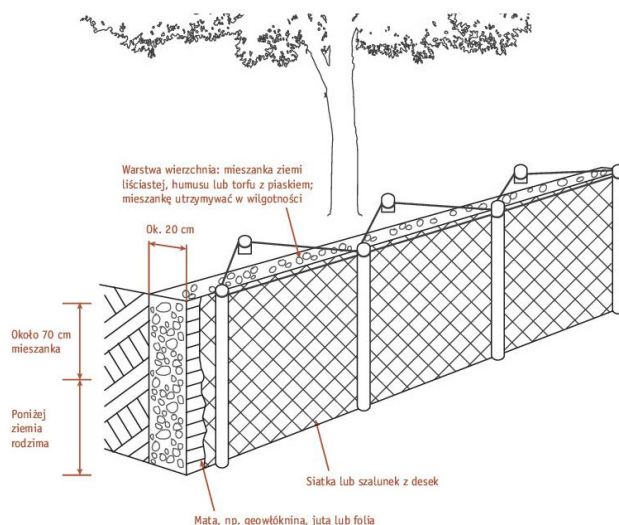 Warstwa wierzchnia: mieszanka ziemi
liściastej, humusu lub torfu z piaskiem;
mieszankę utrzymywać w wilgotności
Ok. 20 cm
Około 70 cm
mieszanka
Poniżej
ziemia
rodzima
Siatka lub szalunek z desek
Mata, np. geowłóknina, juta lub folia